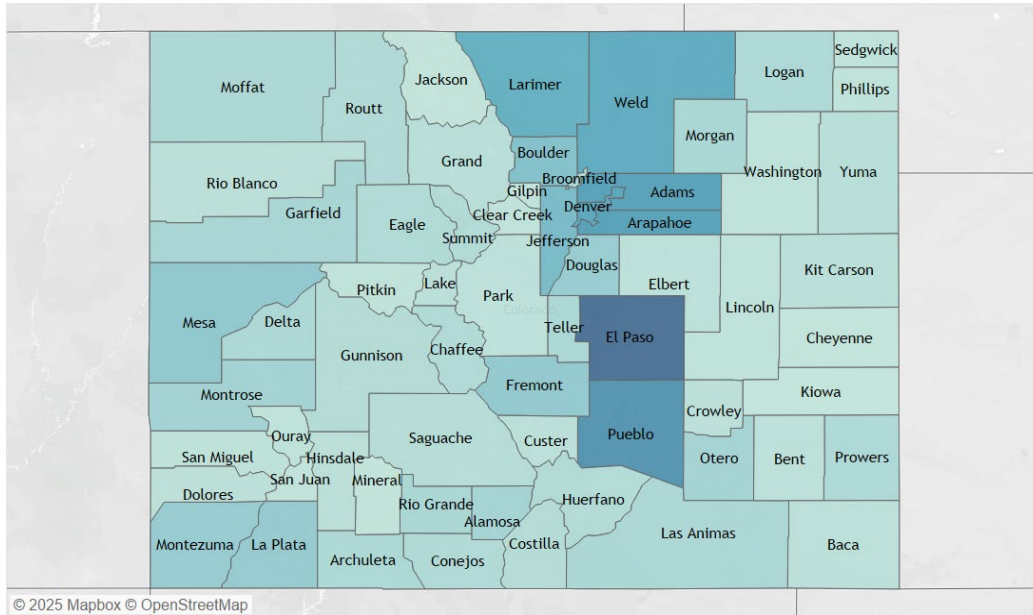 Sedgwick
Jackson
Larimer
Logan
Moffat
Phillips
Weld
Routt
Morgan
Boulder
Grand
Washington
Yuma
Broomfield
Rio Blanco
Gilpin
Adams
Denver
Garfield
Clear Creek
Eagle
Arapahoe
Summit
Jefferson
Douglas
Kit Carson
Lake
Elbert
Pitkin
Park
Lincoln
Colorado
Mesa
Delta
Teller
El Paso
Cheyenne
Chaffee
Gunnison
Fremont
Kiowa
Montrose
Crowley
Pueblo
Ouray
Saguache
Custer
San Miguel
Hinsdale
Otero
Bent
Prowers
San Juan
Mineral
Dolores
Huerfano
Rio Grande
Alamosa
Las Animas
Montezuma
La Plata
Costilla
Baca
Archuleta
Conejos
© 2025 Mapbox © OpenStreetMap